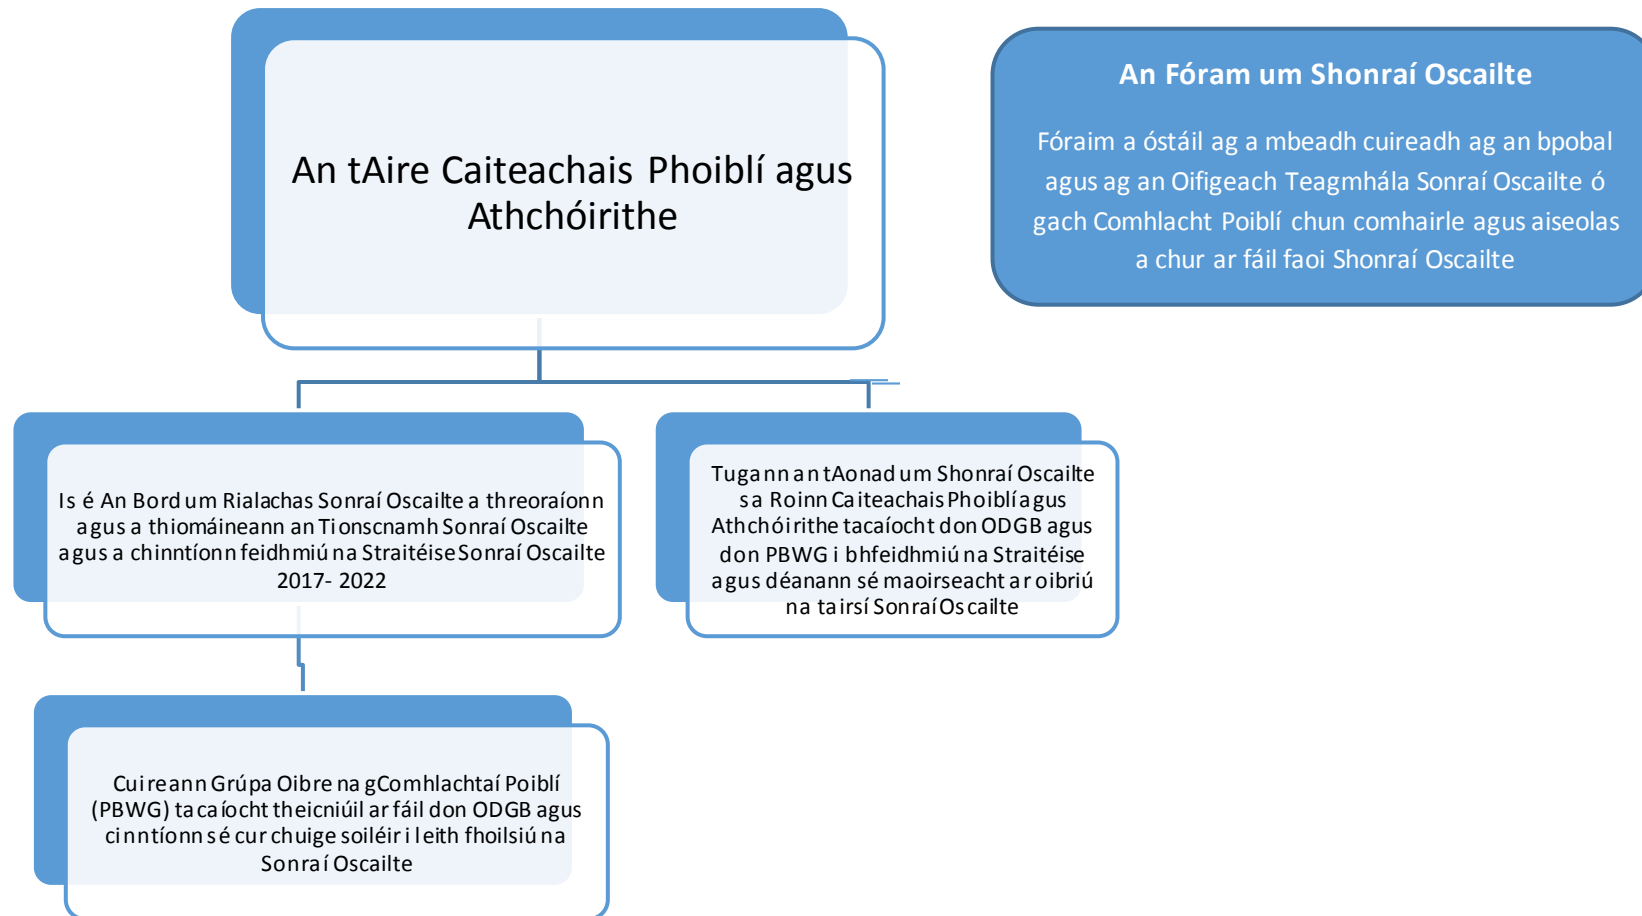 An tAire Caiteachais Phoiblí agus
Athchóirithe
An Fóram um Shonraí Oscailte
Fóraim a óstáil ag a mbeadh cuireadh ag an bpobal
agus ag an Oifigeach Teagmhála Sonraí Oscailte ó
gach Comhlacht Poiblí chun comhairle agus aiseolas
a chur ar fáil faoi Shonraí Oscailte
Is é An Bord um Rialachas Sonraí Oscailte a threoraíonn
agus a thiomáineann an Tionscnamh Sonraí Oscailte
agus a chinntíonn feidhmiú na Straitéise Sonraí Oscailte
2017- 2022
Tugann an tAonad um Shonraí Oscailte
sa Roinn Caiteachais Phoiblí agus
Athchóirithe tacaíocht don ODGB agus
don PBWG i bhfeidhmiú na Straitéise
agus déanann sé maoirseacht ar oibriú
na tairsí Sonraí Oscailte
Cuireann Grúpa Oibre na gComhlachtaí Poiblí
(PBWG) tacaíocht theicniúil ar fáil don ODGB agus
cinntíonn sé cur chuige soiléir i leith fhoilsiú na
Sonraí Oscailte